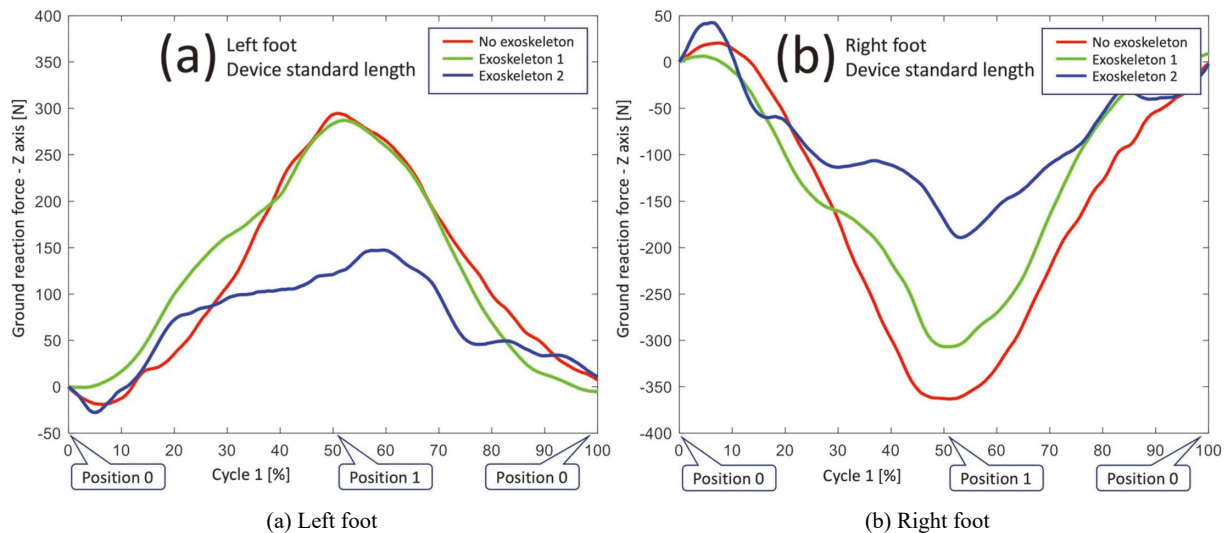 (a) Left foot
Device standard length
No exoskeleton
Exoskeleton 1
Exoskeleton 2
Ground reaction force - Z axis [N]
400
350
300
250
200
150
100
50
0
-50
0 10 20 30 40 50 60 70 80 90 100
Cycle 1 [%]
Position 0
Position 1
Position 0
(a) Left foot
(b) Right foot
Device standard length
No exoskeleton
Exoskeleton 1
Exoskeleton 2
Ground reaction force - Z axis [N]
50
0
-50
-100
-150
-200
-250
-300
-350
-400
0 10 20 30 40 50 60 70 80 90 100
Cycle 1 [%]
Position 0
Position 1
Position 0
(b) Right foot